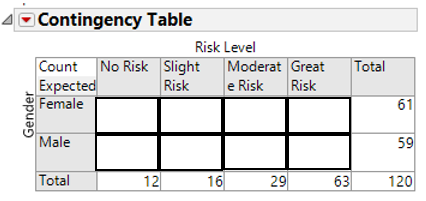 Contingency Table
Risk Level
Count No Risk Slight Moderat Great Total
Expected Risk e Risk Risk
Gender
Female 61
Male 59
Total 12 16 29 63 120